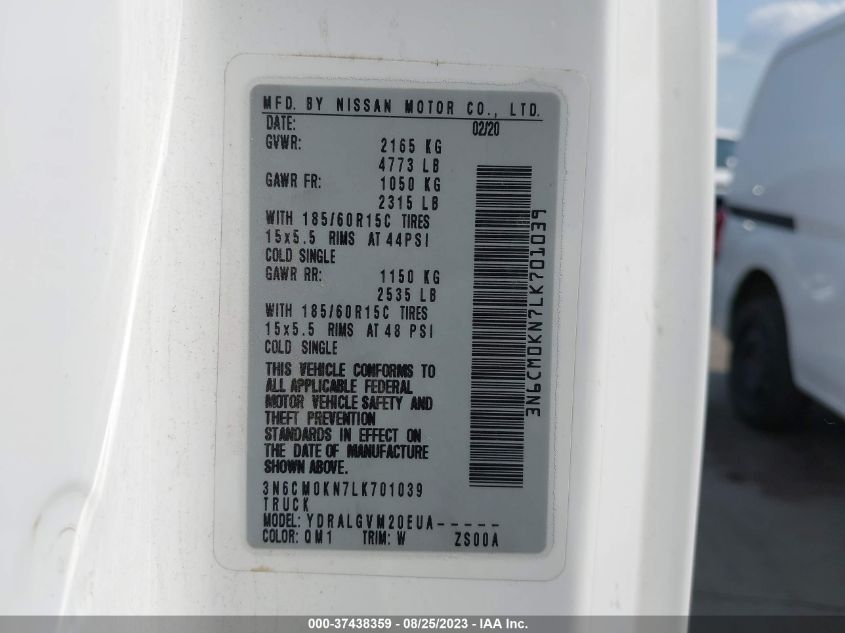 MFD. BY NISSAN MOTOR CO., LTD.
DATE: 02/20
GVWR: 2165 KG
4773 LB
GAWR FR: 1050 KG
2315 LB
WITH 185/60R15C TIRES
15x5.5 RIMS AT 44PSI
COLD SINGLE
GAWR RR: 1150 KG
2535 LB
WITH 185/60R15C TIRES
15x5.5 RIMS AT 48 PSI
COLD SINGLE
THIS VEHICLE CONFORMS TO
ALL APPLICABLE FEDERAL
MOTOR VEHICLE SAFETY AND
THEFT PREVENTION
STANDARDS IN EFFECT ON
THE DATE OF MANUFACTURE
SHOWN ABOVE.
3N6CM0KN7LK701039
TRUCK
MODEL: YDRALGVM20EUA-----
COLOR: QM1 TRIM: W ZS00A
3N6CM0KN7LK701039
000-37438359 - 08/25/2023 - IAA Inc.